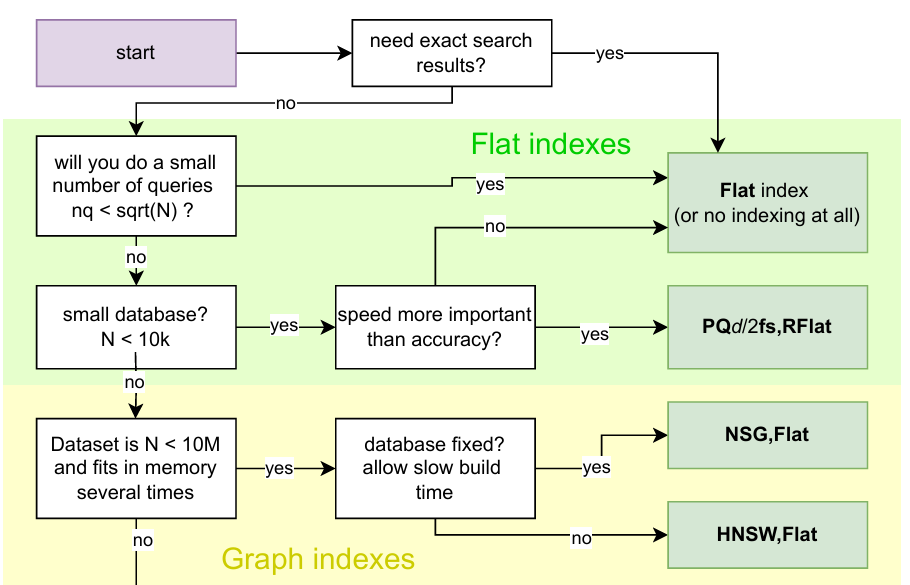 start
need exact search
results?
yes
no
Flat indexes
will you do a small
number of queries
nq < sqrt(N) ?
yes
Flat index
(or no indexing at all)
no
no
small database?
N < 10k
yes
speed more important
than accuracy?
yes
PQd/2fs,RFlat
no
Dataset is N < 10M
and fits in memory
several times
yes
database fixed?
allow slow build
time
yes
NSG,Flat
no
HNSW,Flat
no
Graph indexes